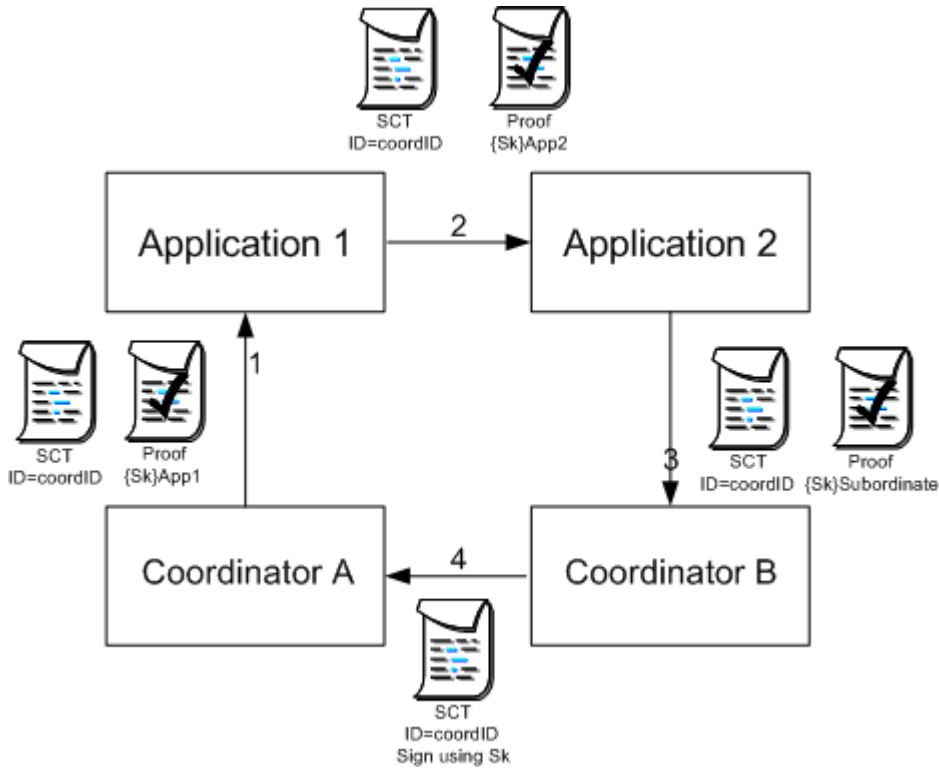 SCT
ID=coordID
Proof
{Sk}App2
Application 1
2
Application 2
1
SCT
ID=coordID
Proof
{Sk}App1
3
SCT
ID=coordID
Proof
{Sk}Subordinate
Coordinator A
4
Coordinator B
SCT
ID=coordID
Sign using Sk